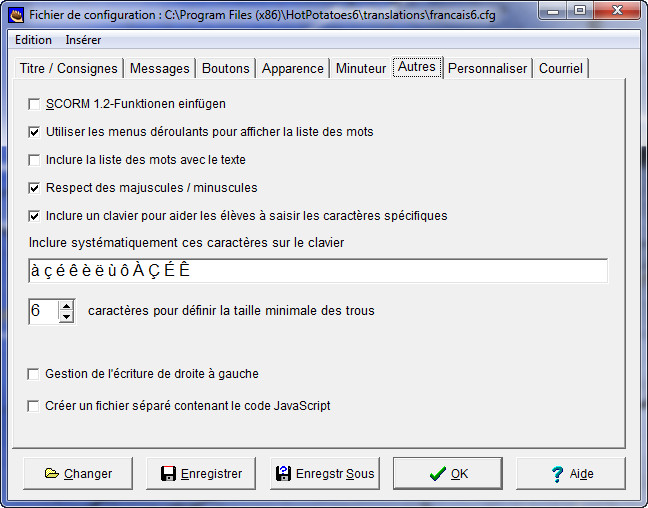 Fichier de configuration : C:\Program Files (x86)\HotPotatoes6\translations\francais6.cfg
Edition Insérer
Titre / Consignes Messages Boutons Apparence Minuteur Autres Personnaliser Courriel
SCORM 1.2-Funktionen einfügen
Utiliser les menus déroulants pour afficher la liste des mots
Inclure la liste des mots avec le texte
Respect des majuscules / minuscules
Inclure un clavier pour aider les élèves à saisir les caractères spécifiques
Inclure systématiquement ces caractères sur le clavier
à ç é ê è ë ù ô À Ç É Ê
6 caractères pour définir la taille minimale des trous
Gestion de l'écriture de droite à gauche
Créer un fichier séparé contenant le code JavaScript
Changer Enregistrer Enregstr Sous OK Aide